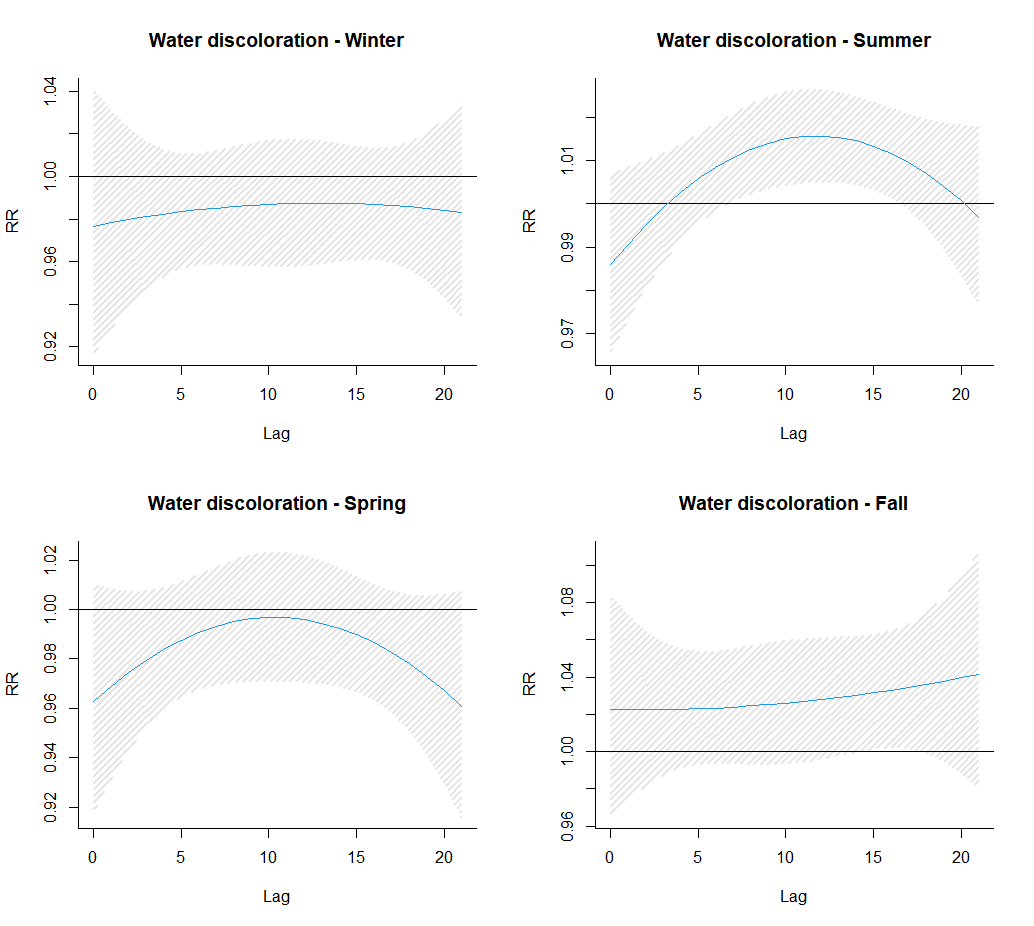 Water discoloration - Winter
RR
1.04
1.00
0.96
0.92
0 5 10 15 20
Lag
Water discoloration - Summer
RR
1.01
0.99
0.97
0 5 10 15 20
Lag
Water discoloration - Spring
RR
1.02
1.00
0.98
0.96
0.94
0.92
0 5 10 15 20
Lag
Water discoloration - Fall
RR
1.08
1.04
1.00
0.96
0 5 10 15 20
Lag